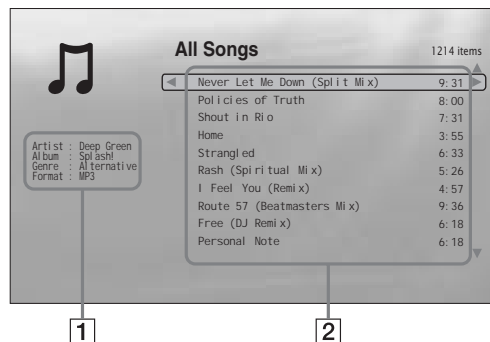 All Songs
1214 items
Never Let Me Down (Split Mix) 9:31
Policies of Truth 8:00
Shout in Rio 7:31
Home 3:55
Strangled 6:33
Rash (Spiritual Mix) 5:26
I Feel You (Remix) 4:57
Route 57 (Beatmasters Mix) 9:36
Free (DJ Remix) 6:18
Personal Note 6:18
Artist : Deep Green
Album : Splash!
Genre : Alternative
Format : MP3
1
2